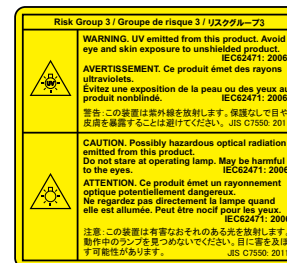 Risk Group 3 / Groupe de risque 3 / リスクグループ3
WARNING. UV emitted from this product. Avoid
eye and skin exposure to unshielded product.
IEC62471: 2006
AVERTISSEMENT. Ce produit émet des rayons
ultraviolets.
Évitez une exposition de la peau ou des yeux au
produit nonblindé.
IEC62471: 2006
警告: この装置は紫外線を放射します。保護なしで目や
皮膚を暴露することは避けてください。 JIS C7550: 201
UV
CAUTION. Possibly hazardous optical radiation
emitted from this product.
Do not stare at operating lamp. May be harmful
to the eyes.
IEC62471: 2006
ATTENTION. Ce produit émet un rayonnement
optique potentiellement dangereux.
Ne regardez pas directement la lampe quand
elle est allumée. Peut être nocif pour les yeux.
IEC62471: 2006
注意: この装置は有害なおそれのある光を放射します。
動作中のランプを見つめないでください。目に害を及ぼ
す可能性があります。
JIS C7550: 2011